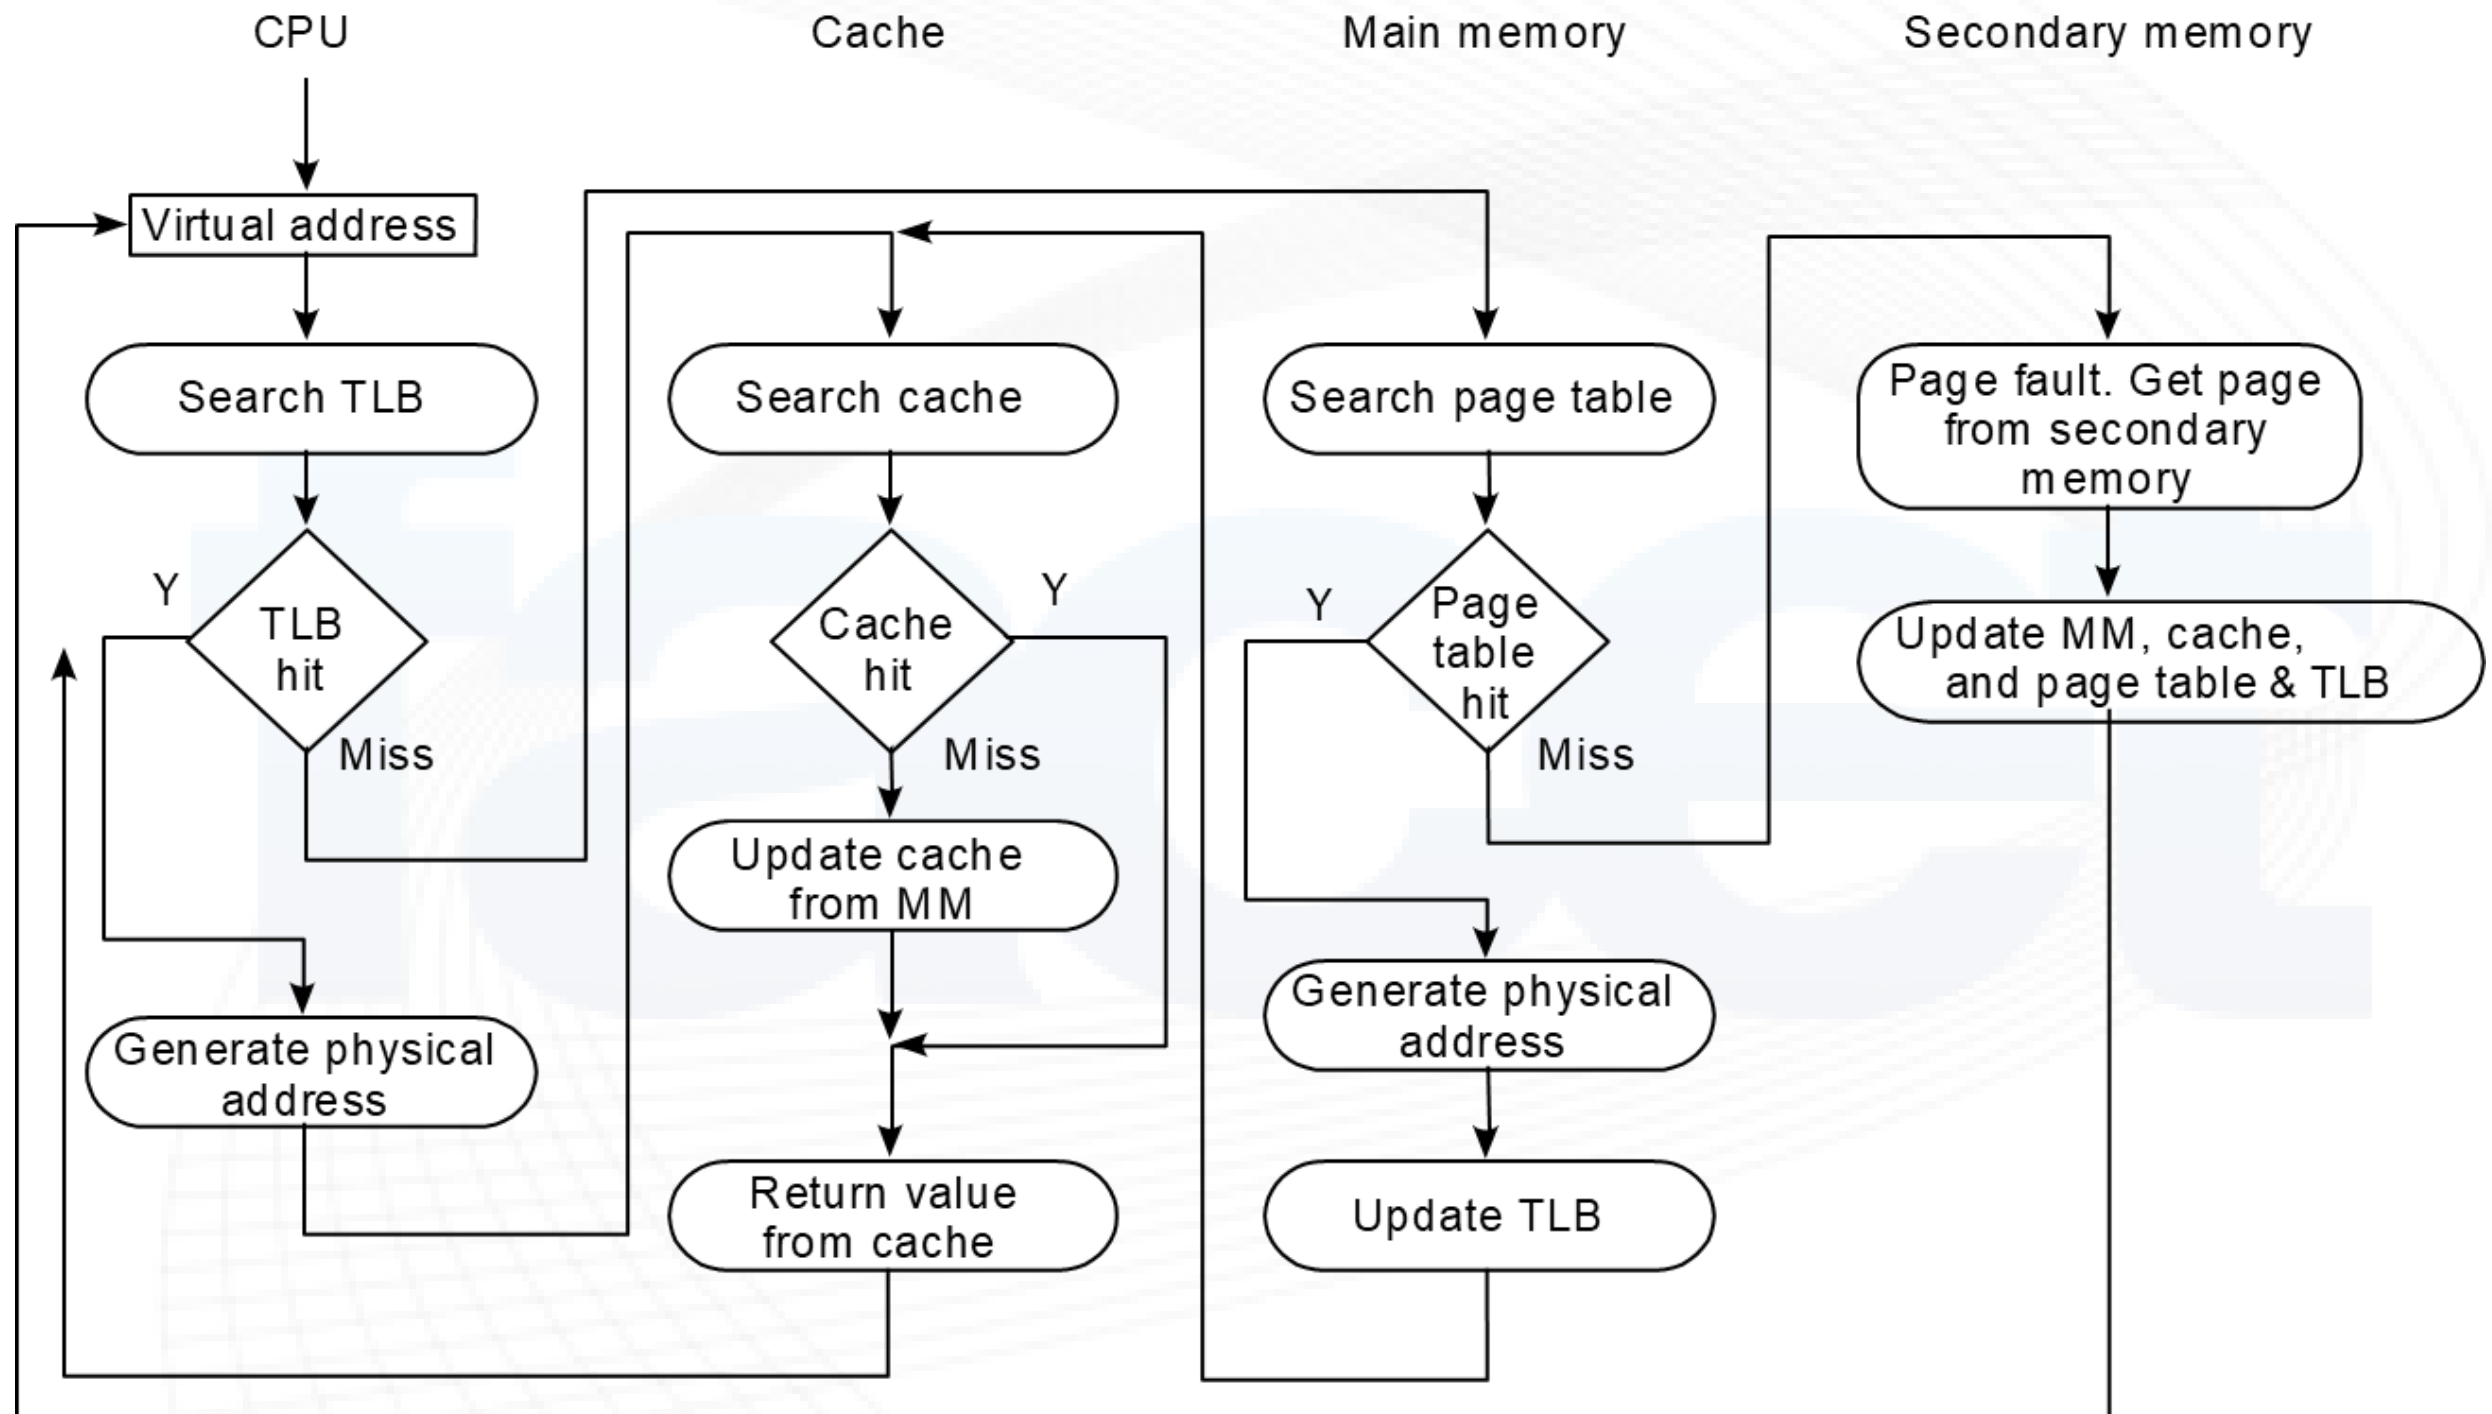 CPU
Cache
Main memory
Secondary memory
Virtual address
Search TLB
TLB
hit
Y
Miss
Generate physical
address
Search cache
Cache
hit
Y
Miss
Update cache
from MM
Return value
from cache
Search page table
Page
table
hit
Y
Miss
Generate physical
address
Update TLB
Page fault. Get page
from secondary
memory
Update MM, cache,
and page table & TLB